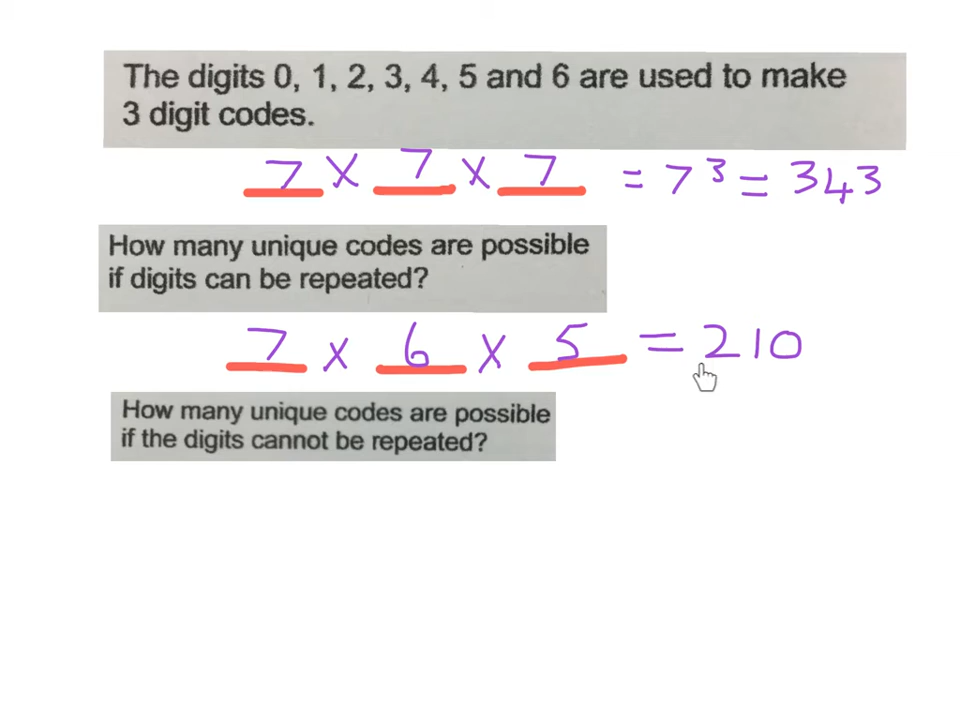 The digits 0, 1, 2, 3, 4, 5 and 6 are used to make
3 digit codes.
7 x 7 x 7 = 7³ = 343
How many unique codes are possible
if digits can be repeated?
7 x 6 x 5 = 210
How many unique codes are possible
if the digits cannot be repeated?